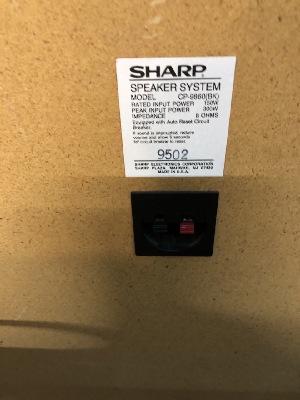 SHARP
SPEAKER SYSTEM
MODEL CP-9860(BK)
RATED INPUT POWER 150W
PEAK INPUT POWER 300W
IMPEDANCE 8 OHMS
Equipped with Auto Reset Circuit
Breaker.
If sound is interrupted, reduce
volume and allow 5 seconds
for circuit breaker to reset.
9502
SHARP ELECTRONICS CORPORATION
SHARP PLAZA, MAHWAH, NJ 07430
MADE IN U.S.A.